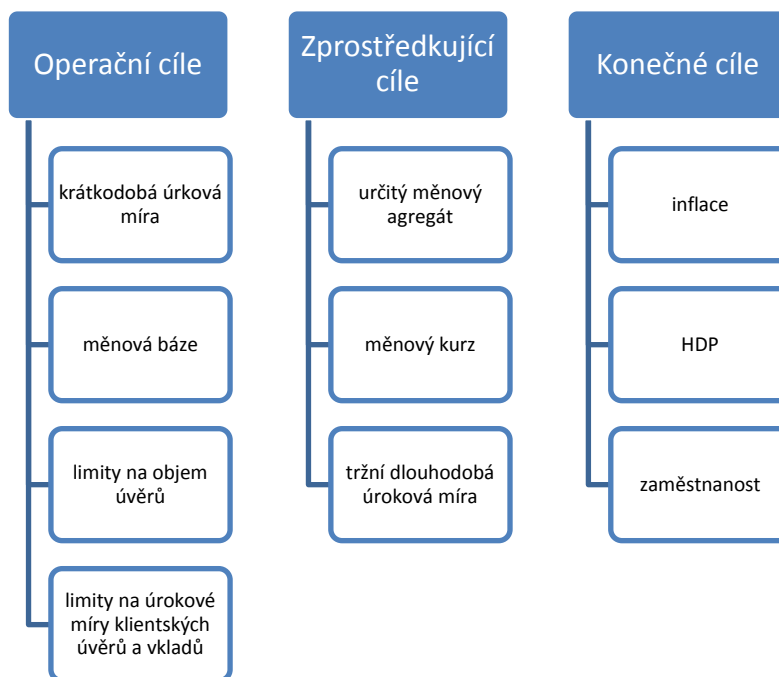 Operační cíle
krátkodobá úrková
míra
měnová báze
limity na objem
úvěrů
limity na úrokové
míry klientských
úvěrů a vkladů
Zprostředkující
cíle
určitý měnový
agregát
měnový kurz
tržní dlouhodobá
úroková míra
Konečné cíle
inflace
HDP
zaměstnanost